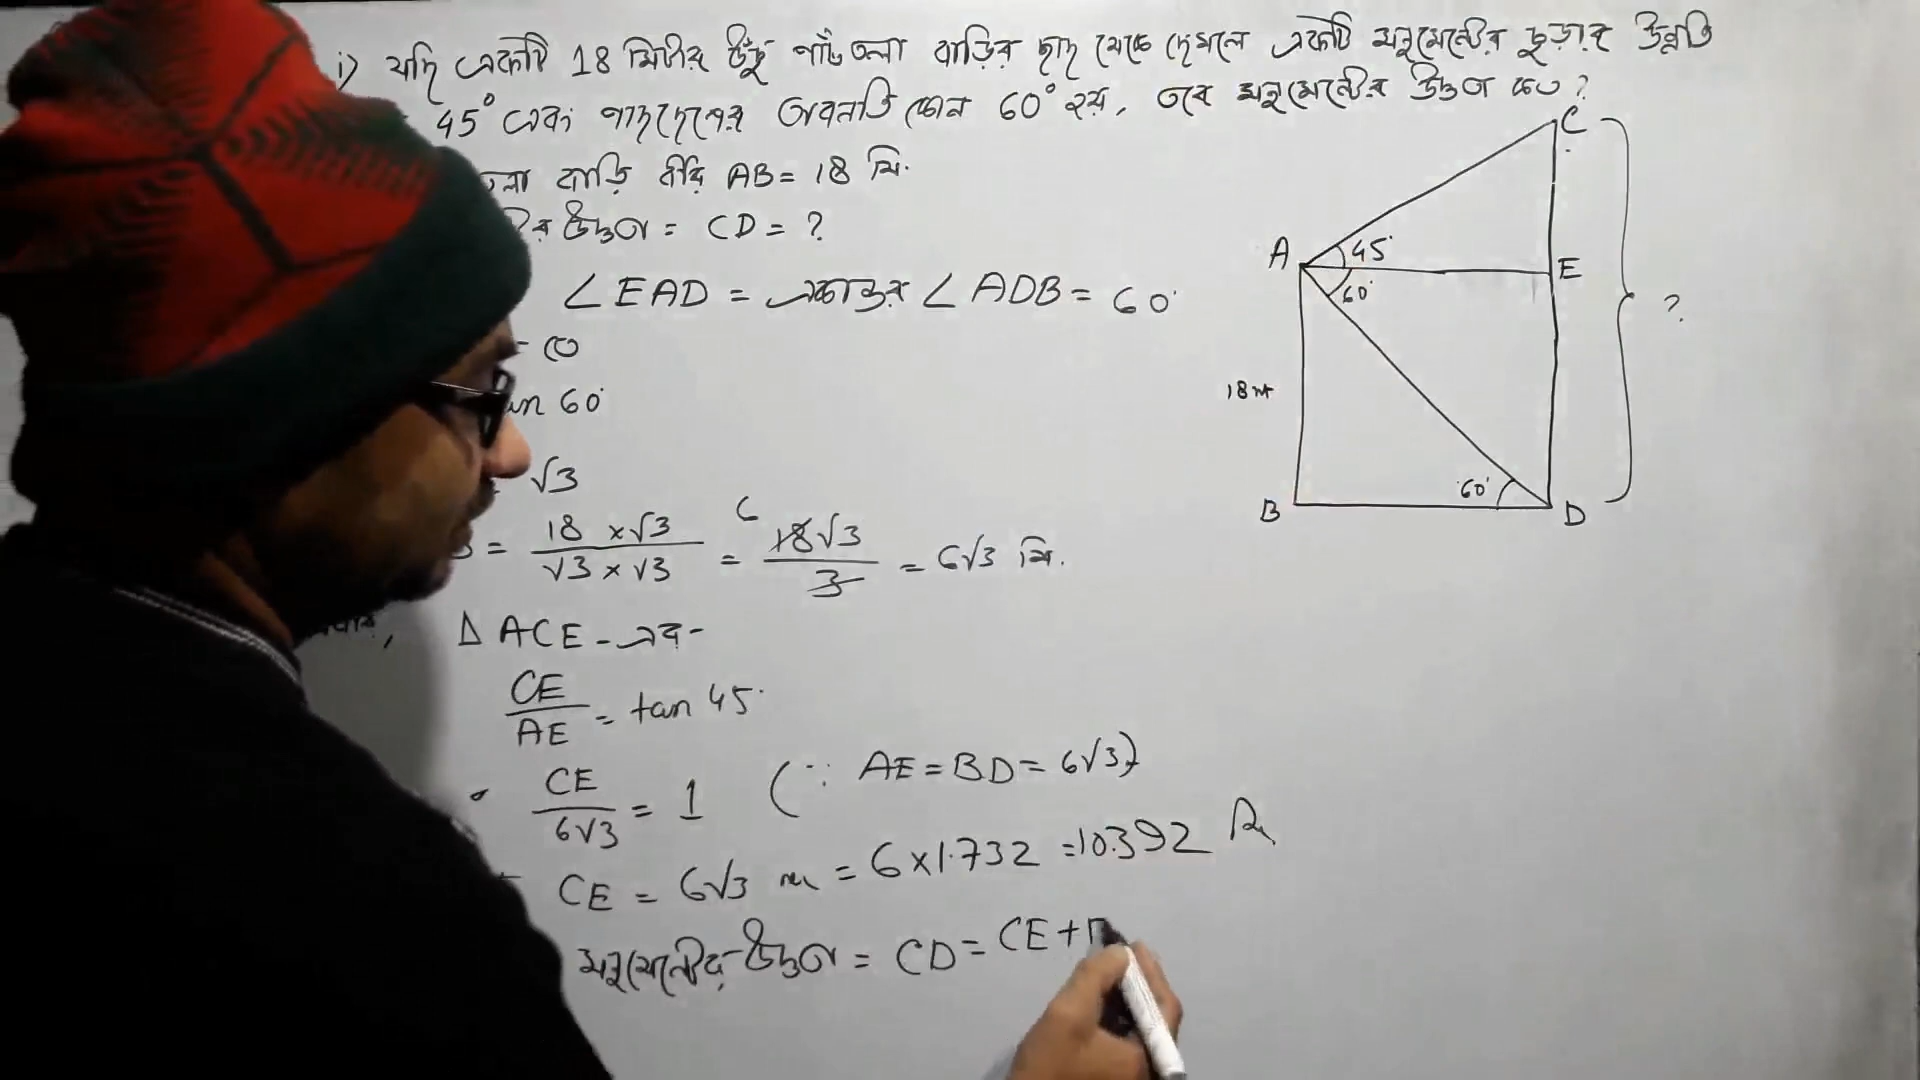 i) যদি একটি 18 মিটার উঁচু পাঁচতলা বাড়ির ছাদ থেকে দেখলে একটি মনুমেন্টের চূড়ার উন্নতি
45° এবং পাদদেশের অবনতি কোন 60° হয়, তবে মনুমেন্টের উচ্চতা কত?
তলা বাড়ি AB = 18 মি.
উচ্চতা = CD = ?
∠EAD = একান্তর ∠ADB = 60°
60°
√3
= 18 × √3 / √3 × √3 = 18√3 / 3 = 6√3 মি.
6
Δ ACE - এর -
CE / AE = tan 45°
CE / 6√3 = 1 (∵ AE = BD = 6√3)
CE = 6√3 = 6 × 1.732 = 10.392 মি
মনুমেন্টের উচ্চতা = CD = CE +
C
A 45° E
60°
?
18 m
60°
B D